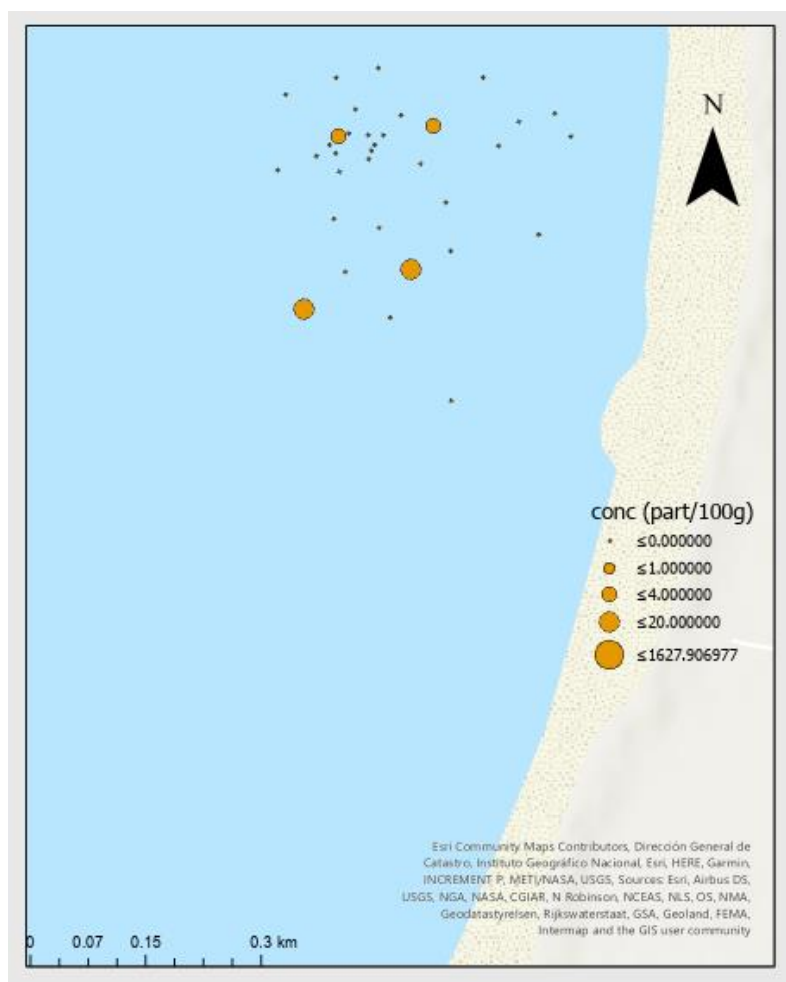 N
conc (part/100g)
≤0.000000
≤1.000000
≤4.000000
≤20.000000
≤1627.906977
Esri Community Maps Contributors, Dirección General de
Catastro, Instituto Geográfico Nacional, Esri, HERE, Garmin,
INCREMENT P, METI/NASA, USGS, Sources: Esri, Airbus DS,
USGS, NGA, NASA, CGIAR, N Robinson, NCEAS, NLS, OS, NMA,
Geodatastyrelsen, Rijkswaterstaat, GSA, Geoland, FEMA,
Intermap and the GIS user community
0 0.07 0.15 0.3 km